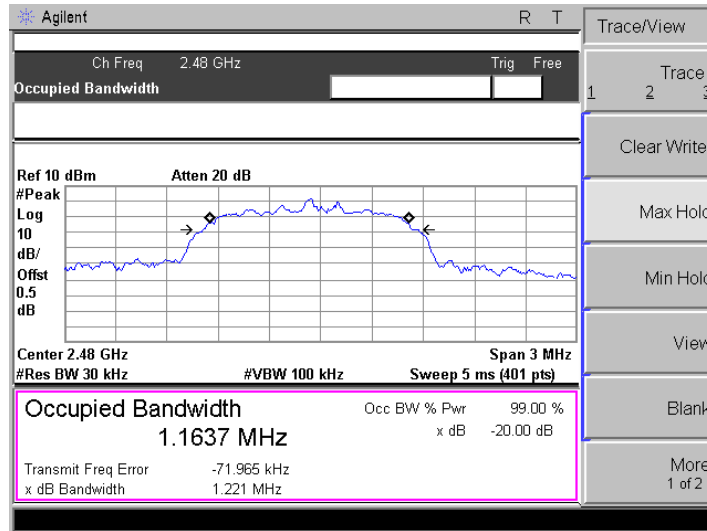 Agilent R T
Ch Freq 2.48 GHz Trig Free
Occupied Bandwidth
Ref 10 dBm Atten 20 dB
#Peak
Log
10
dB/
Offst
0.5
dB
Center 2.48 GHz Span 3 MHz
#Res BW 30 kHz #VBW 100 kHz Sweep 5 ms (401 pts)
Occupied Bandwidth Occ BW % Pwr 99.00 %
1.1637 MHz x dB -20.00 dB
Transmit Freq Error -71.965 kHz
x dB Bandwidth 1.221 MHz
Trace/View
Trace
1 2 3
Clear Write
Max Hold
Min Hold
View
Blank
More
1 of 2